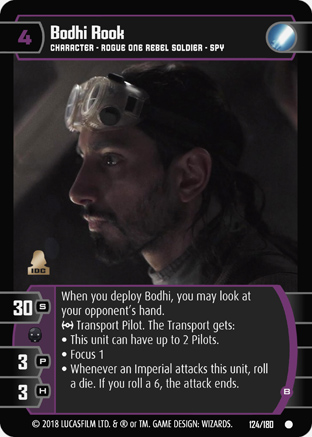 4
Bodhi Rook
CHARACTER • ROGUE ONE REBEL SOLDIER • SPY
IDC
30 S
When you deploy Bodhi, you may look at
your opponent's hand.
Transport Pilot. The Transport gets:
• This unit can have up to 2 Pilots.
3 P
• Focus 1
• Whenever an Imperial attacks this unit, roll
3 H
a die. If you roll a 6, the attack ends.
B
© 2018 LUCASFILM LTD. & ® or TM. GAME DESIGN: WIZARDS.
124/180